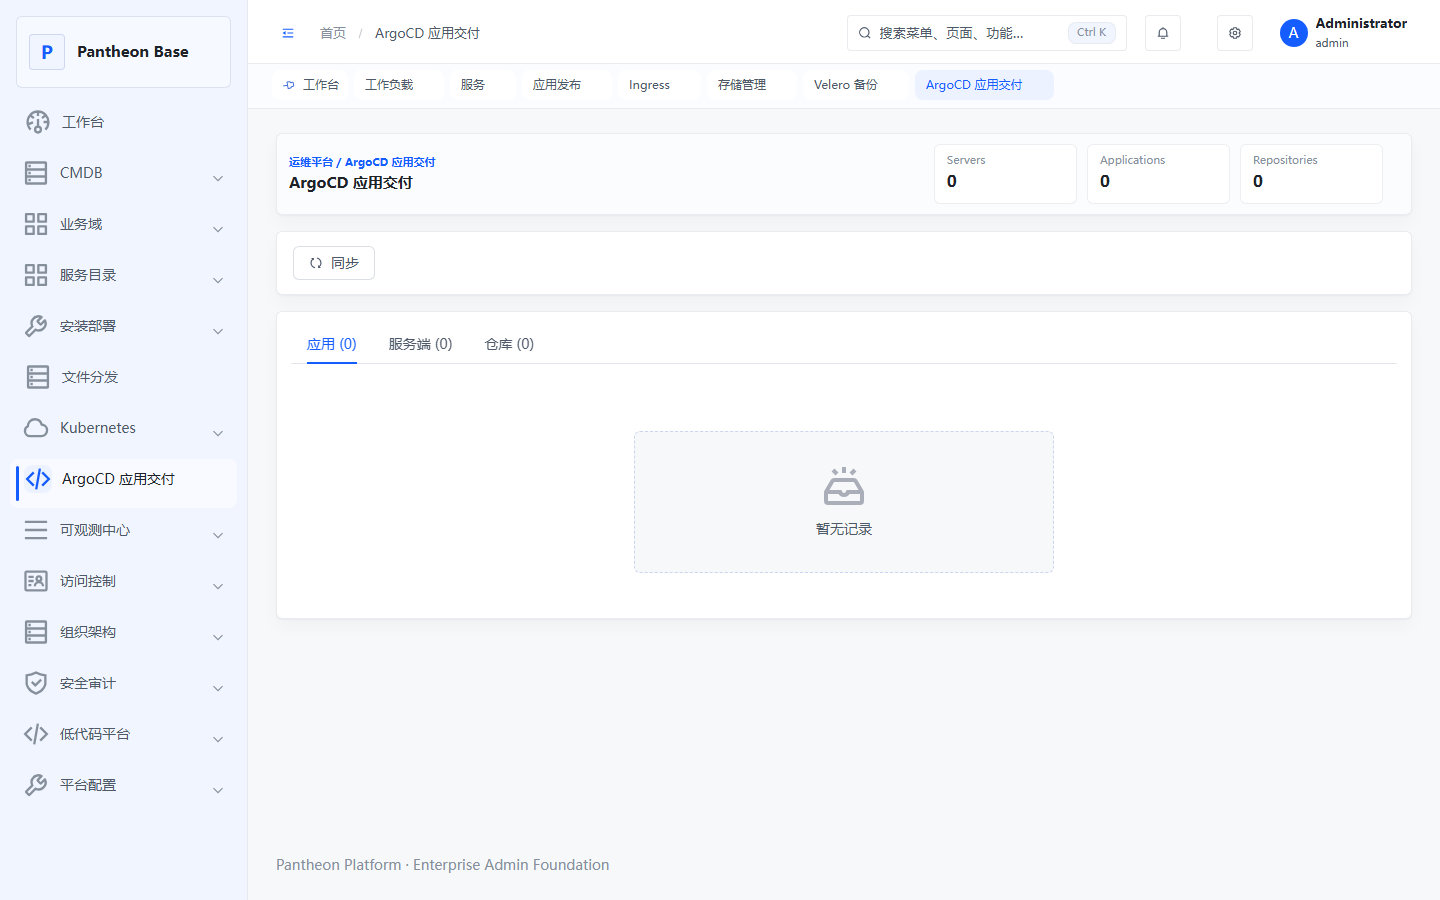 P
Pantheon Base
工作台
CMDB
业务域
服务目录
安装部署
文件分发
Kubernetes
ArgoCD 应用交付
可观测中心
访问控制
组织架构
安全审计
低代码平台
平台配置
首页 / ArgoCD 应用交付
搜索菜单、页面、功能...
Ctrl K
A
Administrator
admin
工作台
工作负载
服务
应用发布
Ingress
存储管理
Velero 备份
ArgoCD 应用交付
运维平台 / ArgoCD 应用交付
ArgoCD 应用交付
Servers
0
Applications
0
Repositories
0
同步
应用 (0)
服务端 (0)
仓库 (0)
暂无记录
Pantheon Platform · Enterprise Admin Foundation